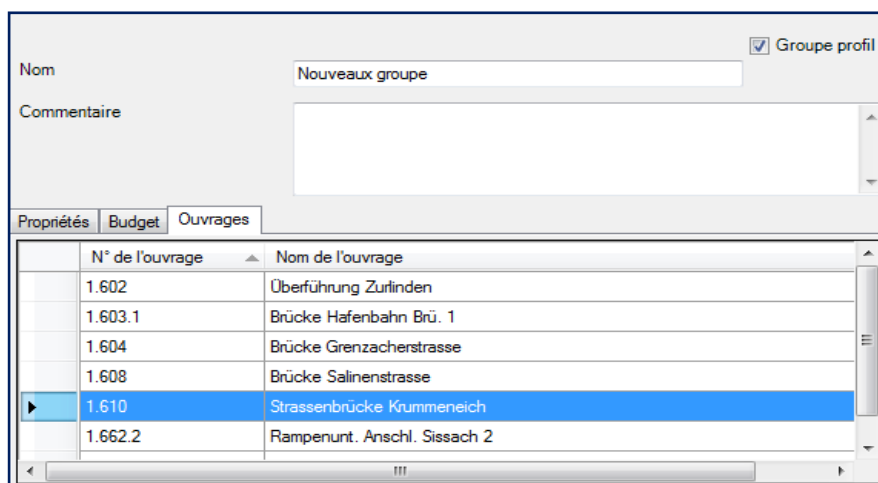 Groupe profil
Nom
Nouveaux groupe
Commentaire
Propriétés Budget Ouvrages
N° de l'ouvrage Nom de l'ouvrage
1.602 Überführung Zurlinden
1.603.1 Brücke Hafenbahn Brü. 1
1.604 Brücke Grenzacherstrasse
1.608 Brücke Salinenstrasse
1.610 Strassenbrücke Krummeneich
1.662.2 Rampenunt. Anschl. Sissach 2